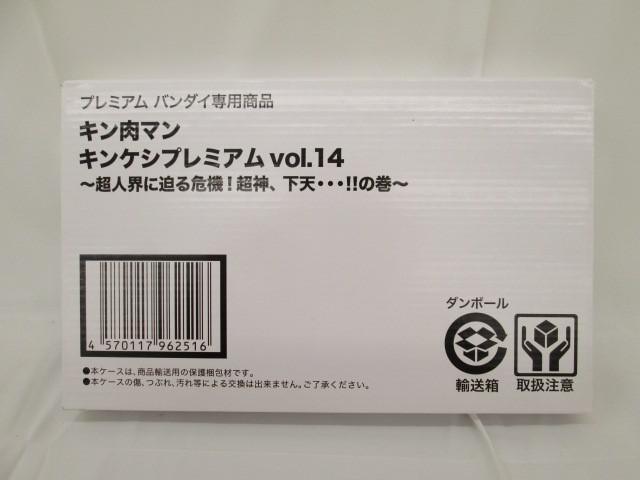 プレミアム バンダイ専用商品
キン肉マン
キンケシプレミアムvol.14
～超人界に迫る危機！超神、下天・・・!!の巻～
4 570117 962516
●本ケースは、商品輸送用の保護梱包材です。
●本ケースの傷、つぶれ、汚れ等による交換は出来ません。ご了承ください。
ダンボール
輸送箱
取扱注意